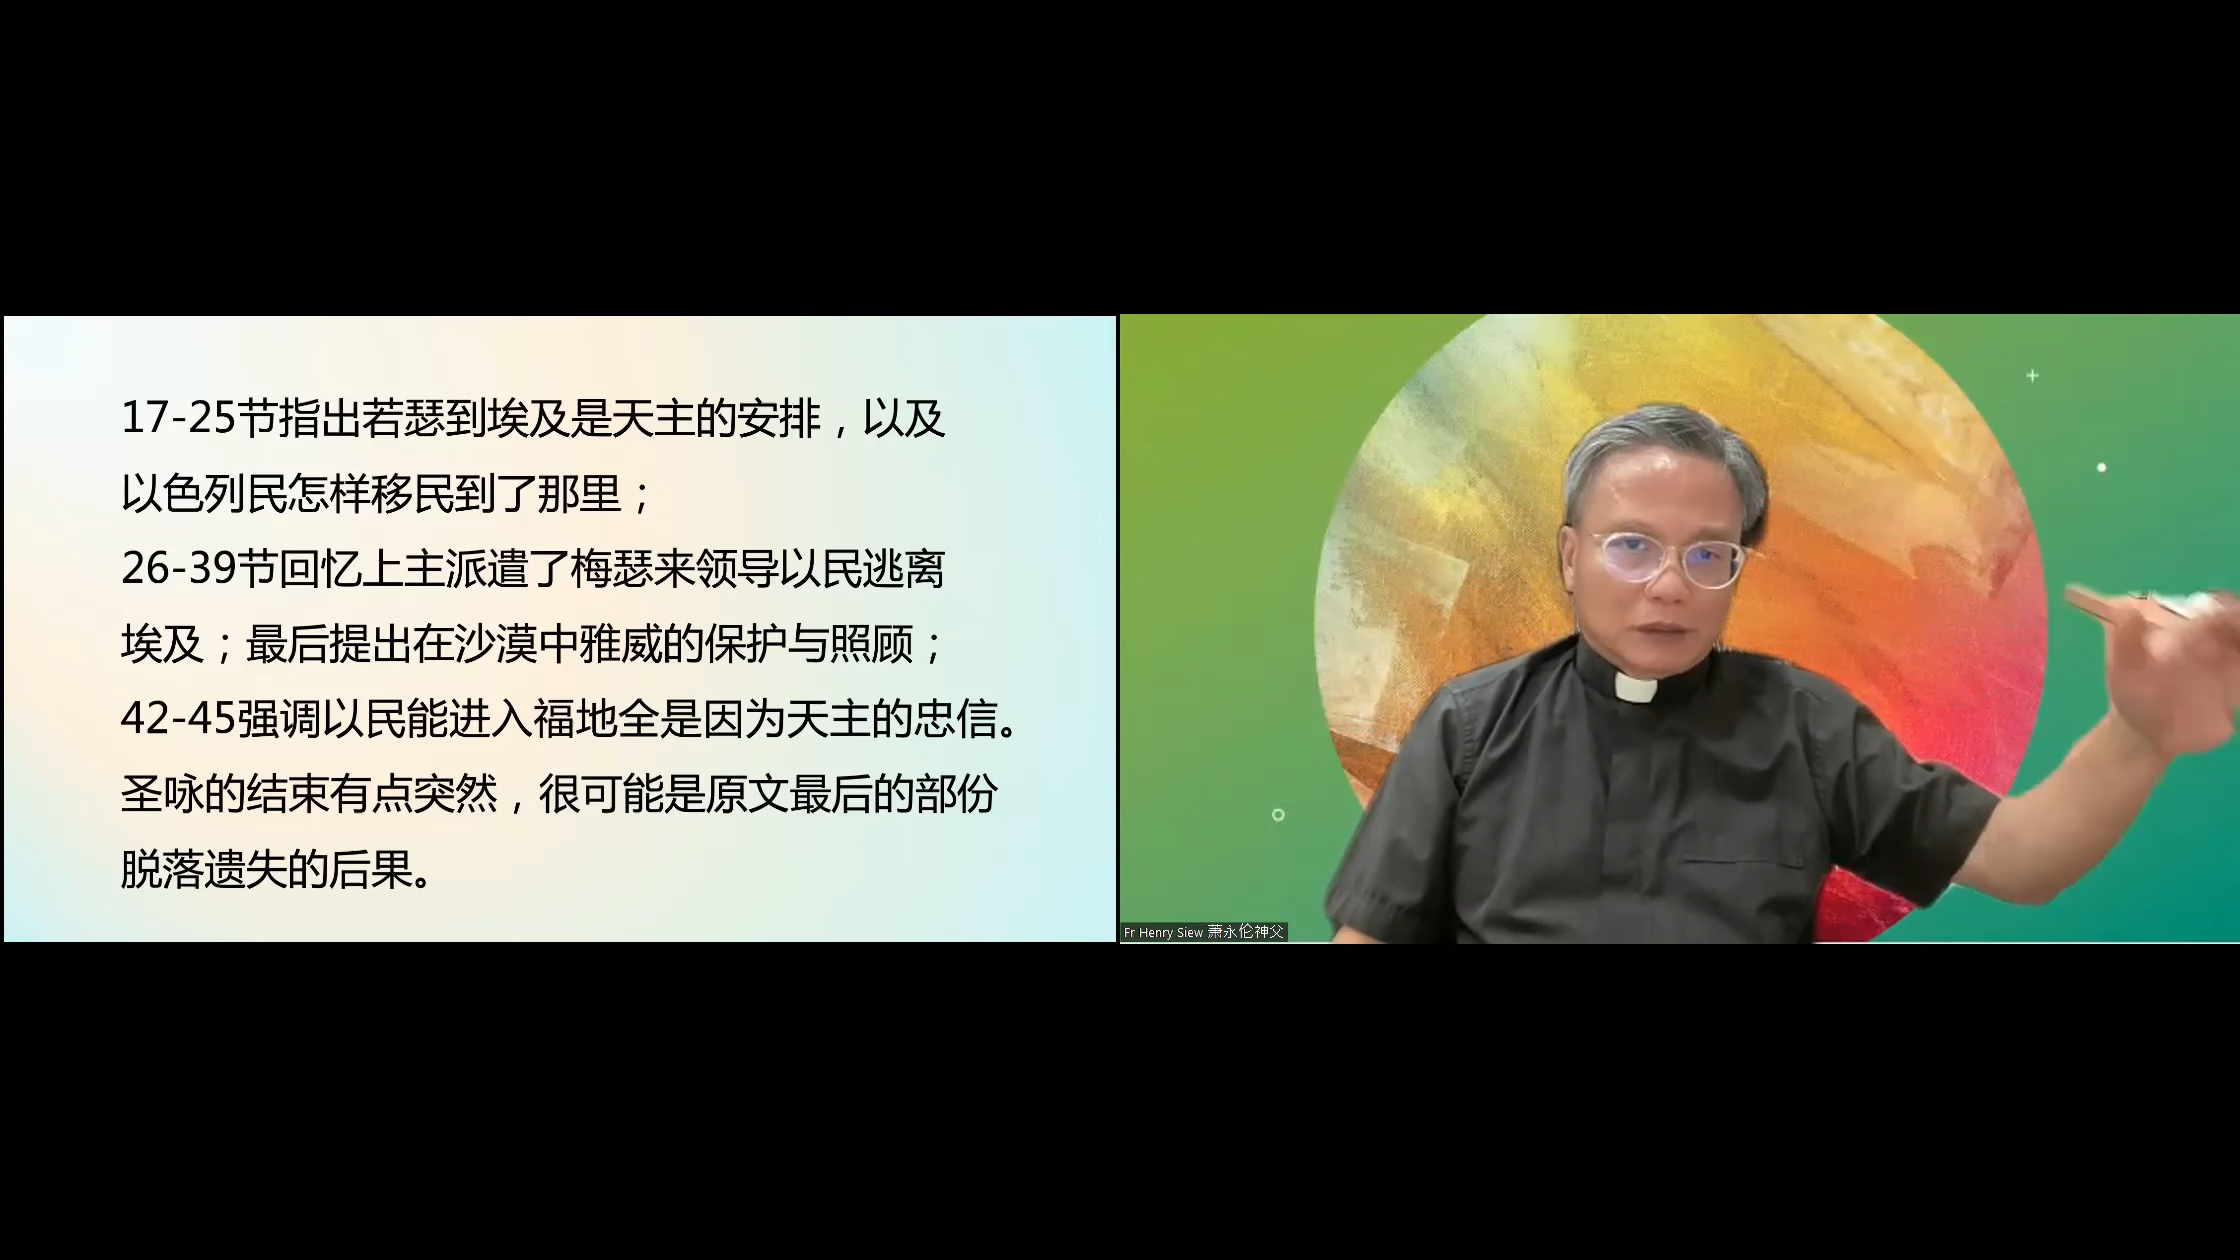 17-25节指出若瑟到埃及是天主的安排，以及
以色列民怎样移民到了那里；
26-39节回忆上主派遣了梅瑟来领导以民逃离
埃及；最后提出在沙漠中雅威的保护与照顾；
42-45强调以民能进入福地全是因为天主的忠信。
圣咏的结束有点突然，很可能是原文最后的部份
脱落遗失的后果。
Fr Henry Siew 萧永伦神父